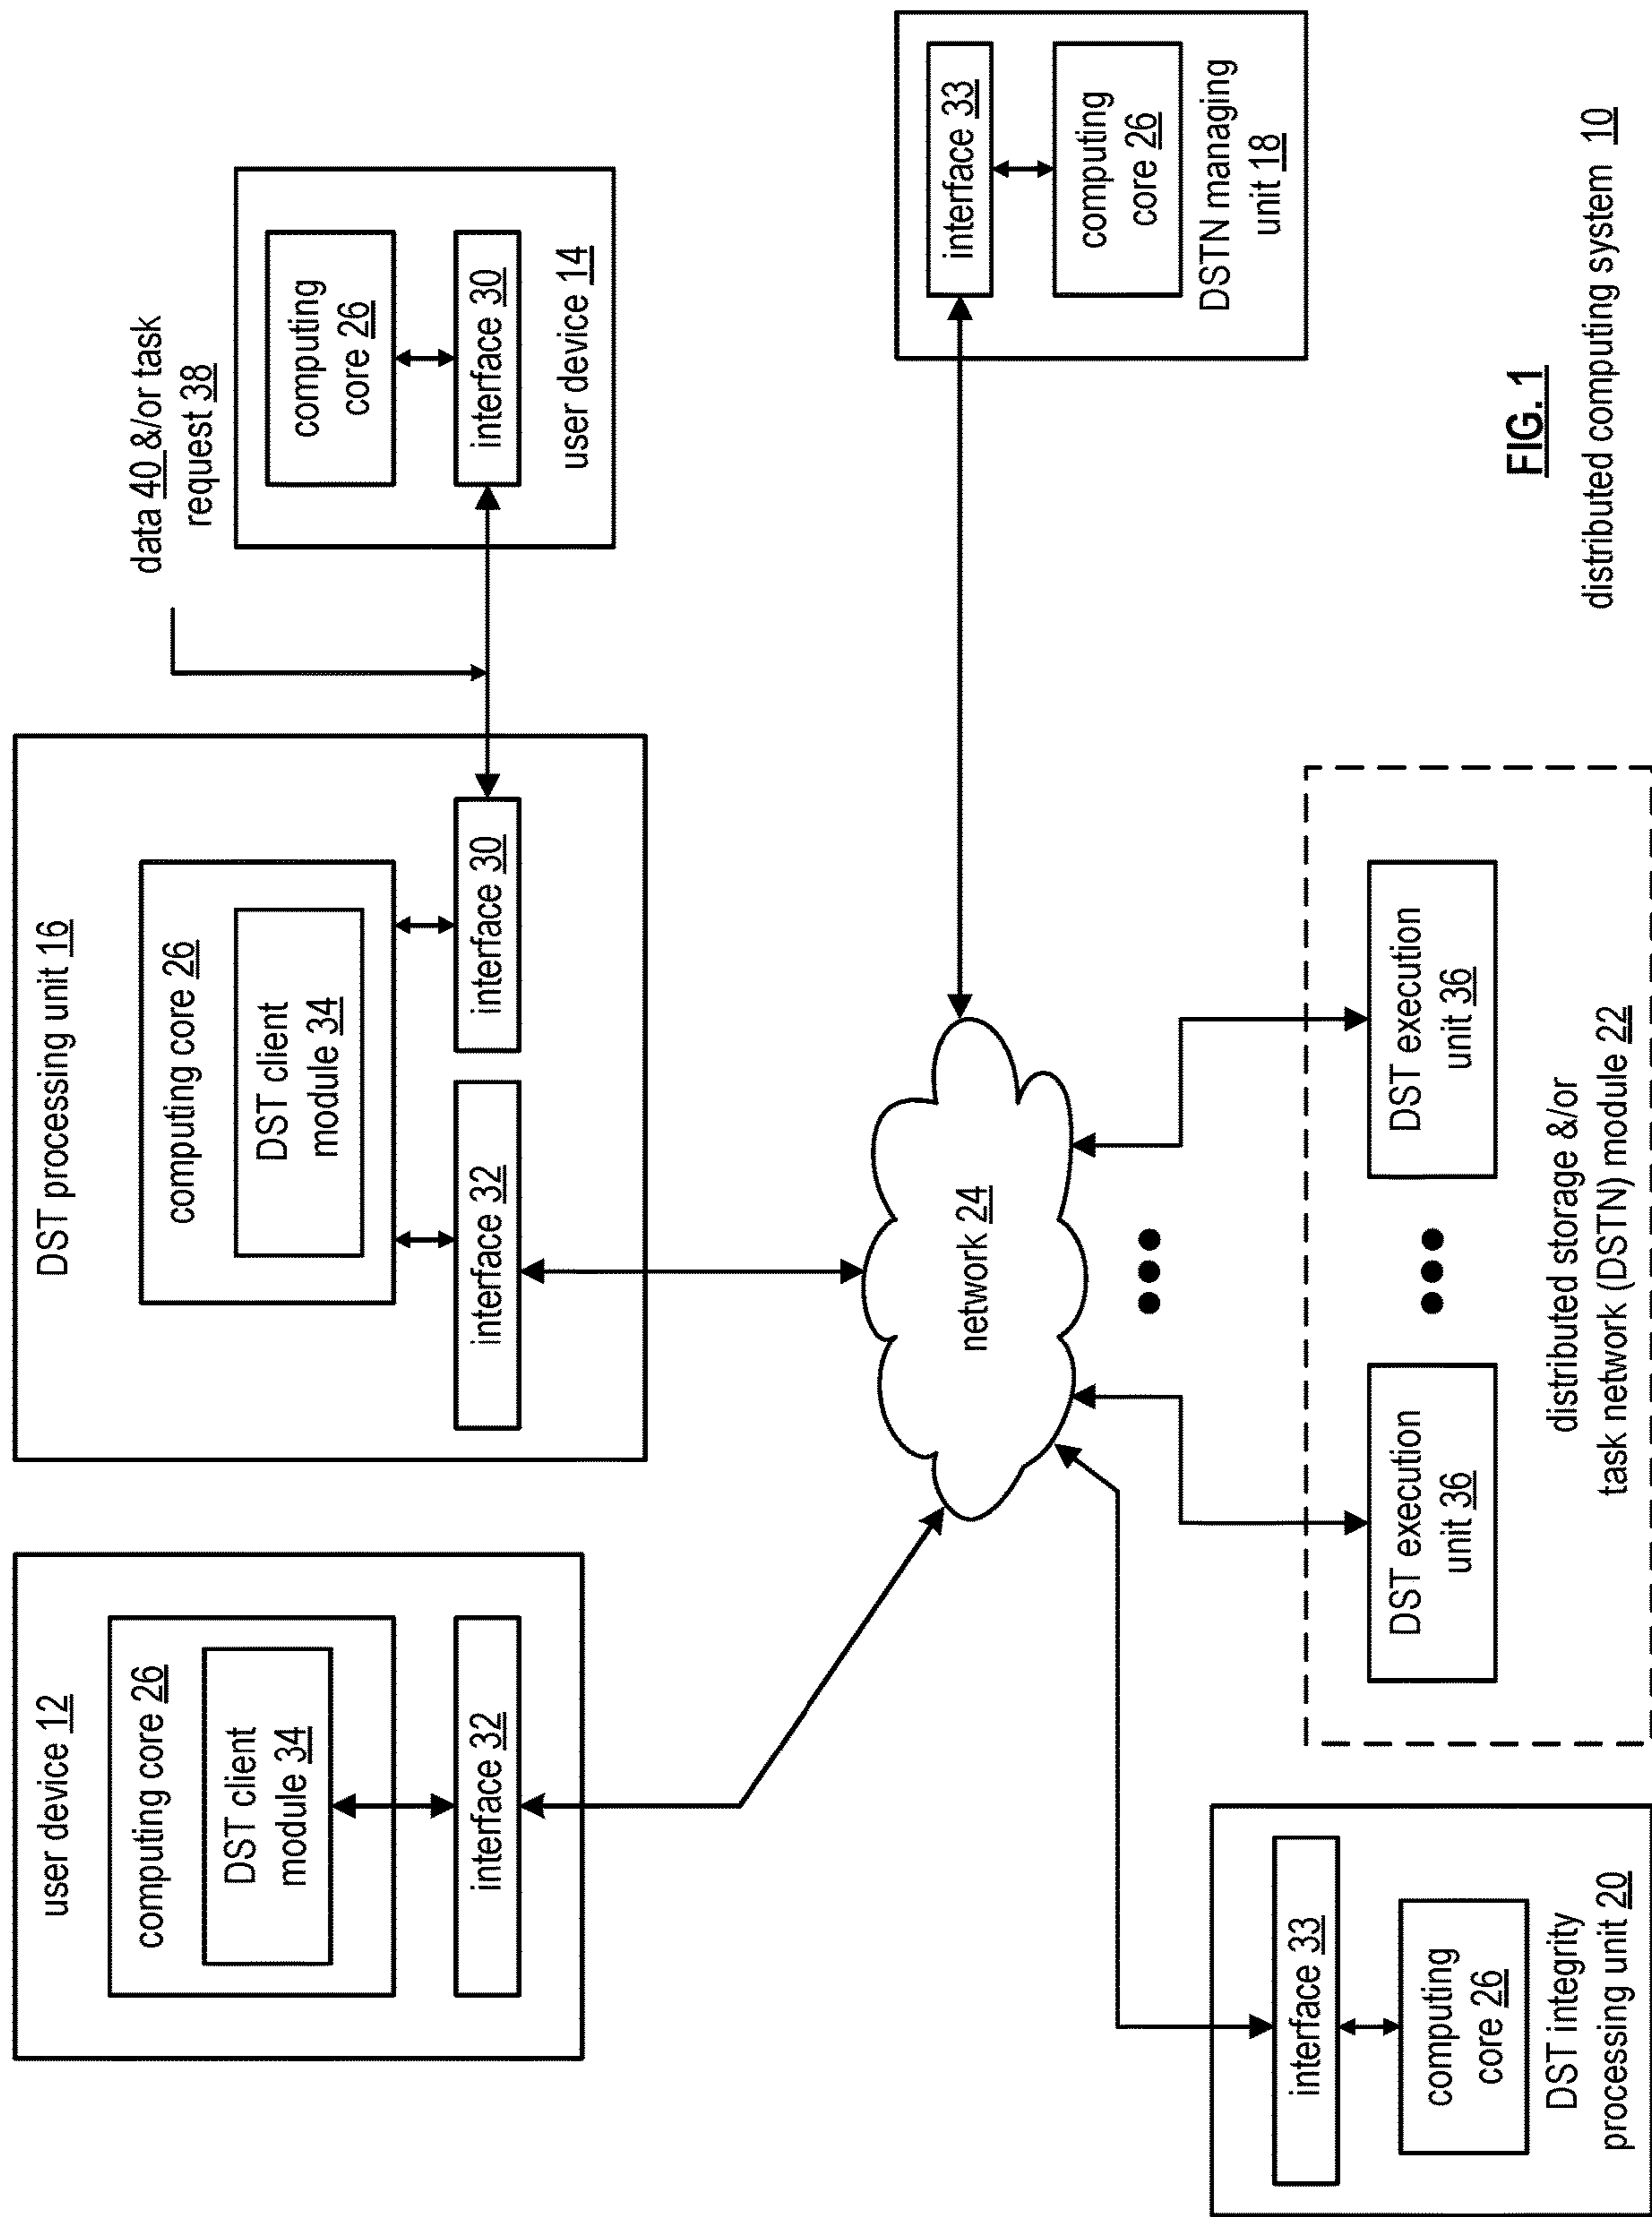 user device 12
computing core 26
DST client
module 34
interface 32
DST processing unit 16
computing core 26
DST client
module 34
interface 32
interface 30
data 40 &/or task
request 38
computing
core 26
interface 30
user device 14
network 24
interface 33
computing
core 26
DSTN managing
unit 18
interface 33
computing
core 26
DST integrity
processing unit 20
DST execution
unit 36
DST execution
unit 36
distributed storage &/or
task network (DSTN) module 22
FIG. 1
distributed computing system 10